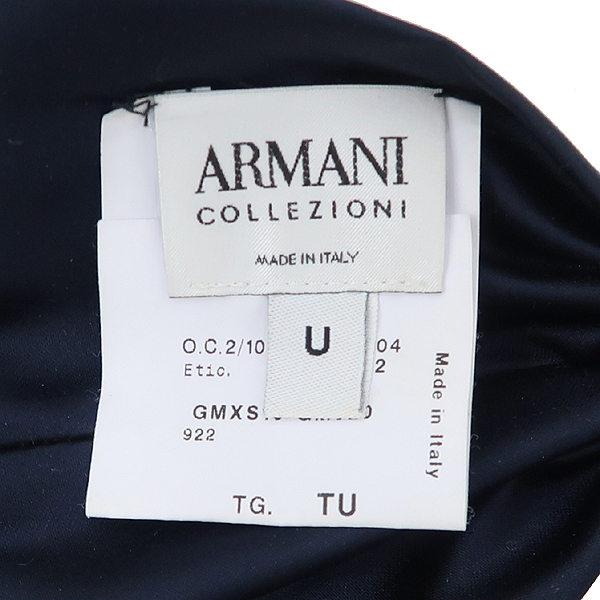 ARMANI
COLLEZIONI
MADE IN ITALY
U
O.C.2/10 04
Etic. 2
922
TG. TU
Made in Italy